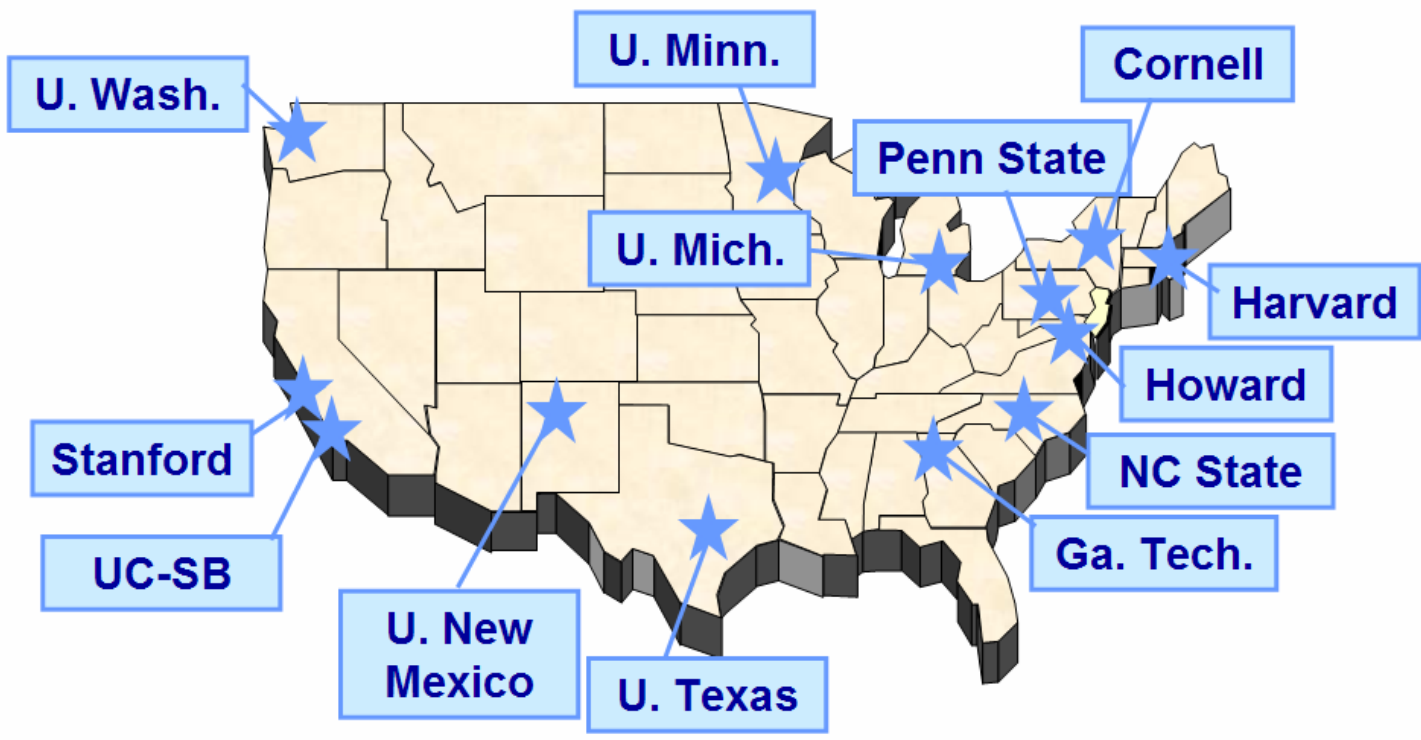 U. Minn.
Cornell
U. Wash.
Penn State
U. Mich.
Harvard
Howard
Stanford
NC State
Ga. Tech.
UC-SB
U. New
Mexico
U. Texas